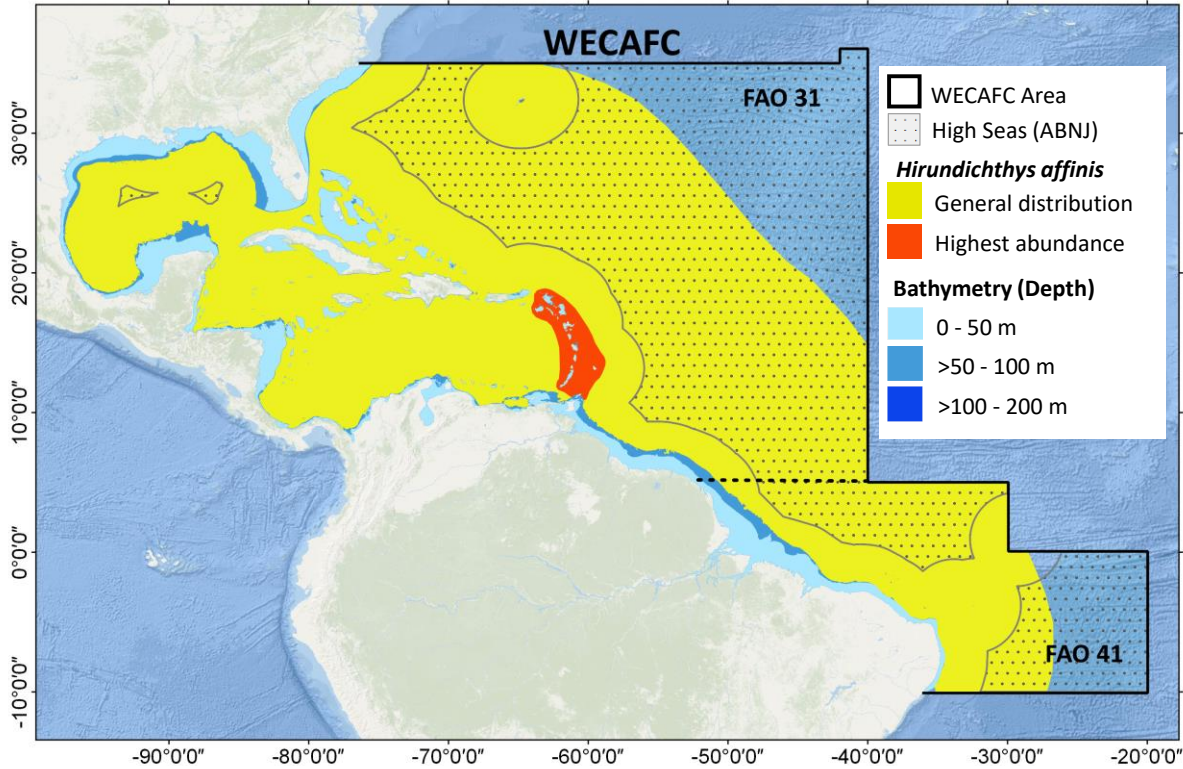 WECAFC
FAO 31
WECAFC Area
High Seas (ABNJ)
Hirundichthys affinis
General distribution
Highest abundance
Bathymetry (Depth)
0 - 50 m
>50 - 100 m
>100 - 200 m
FAO 41
30°0'0"
20°0'0"
10°0'0"
0°0'0"
-10°0'0"
-90°0'0"
-80°0'0"
-70°0'0"
-60°0'0"
-50°0'0"
-40°0'0"
-30°0'0"
-20°0'0"